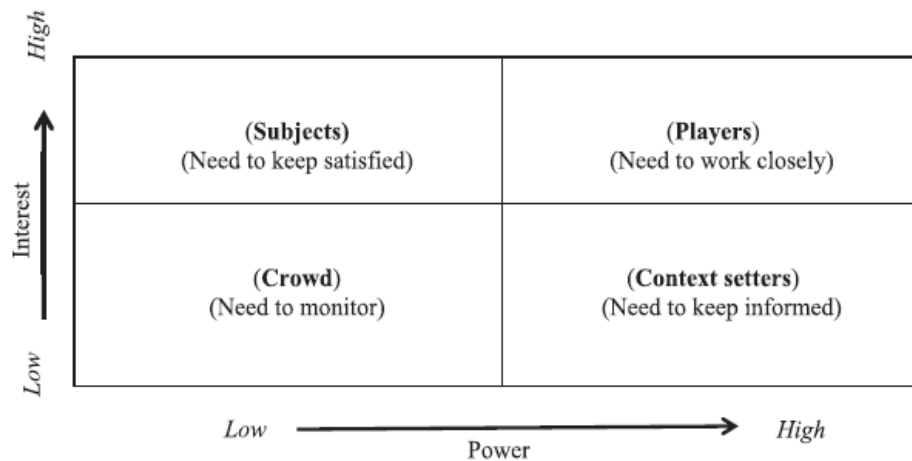 High
(Subjects)
(Need to keep satisfied)
(Players)
(Need to work closely)
Interest
(Crowd)
(Need to monitor)
(Context setters)
(Need to keep informed)
Low
Low
High
Power